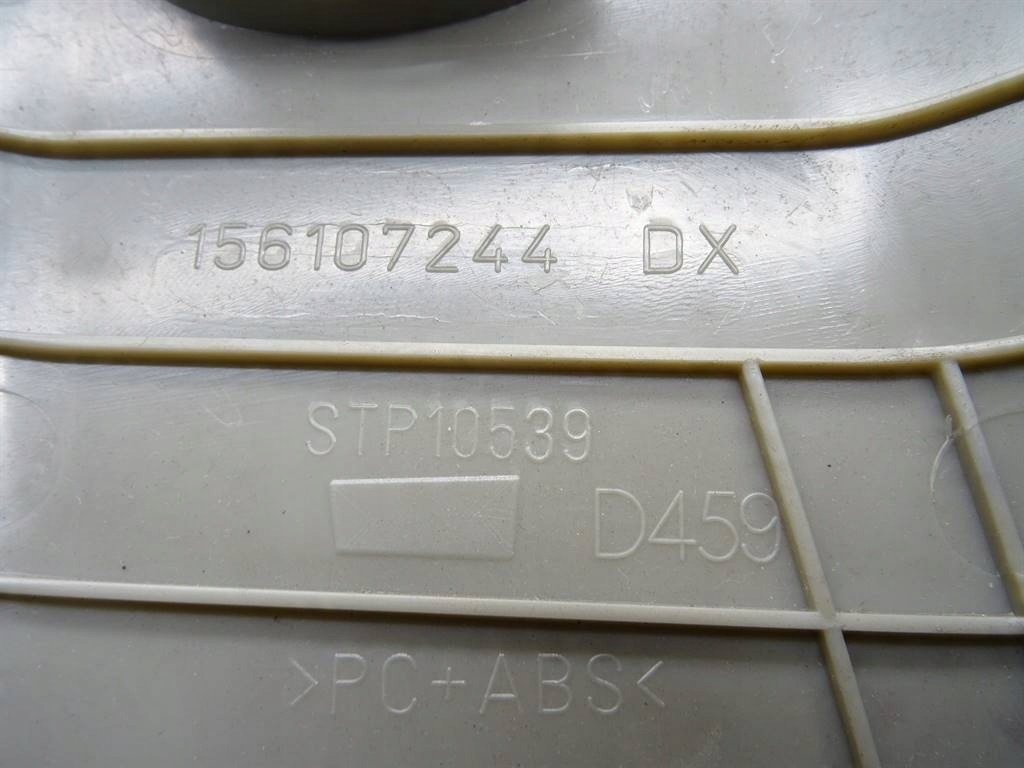 156107244 DX
STP10539
D459
>PC+ABS<